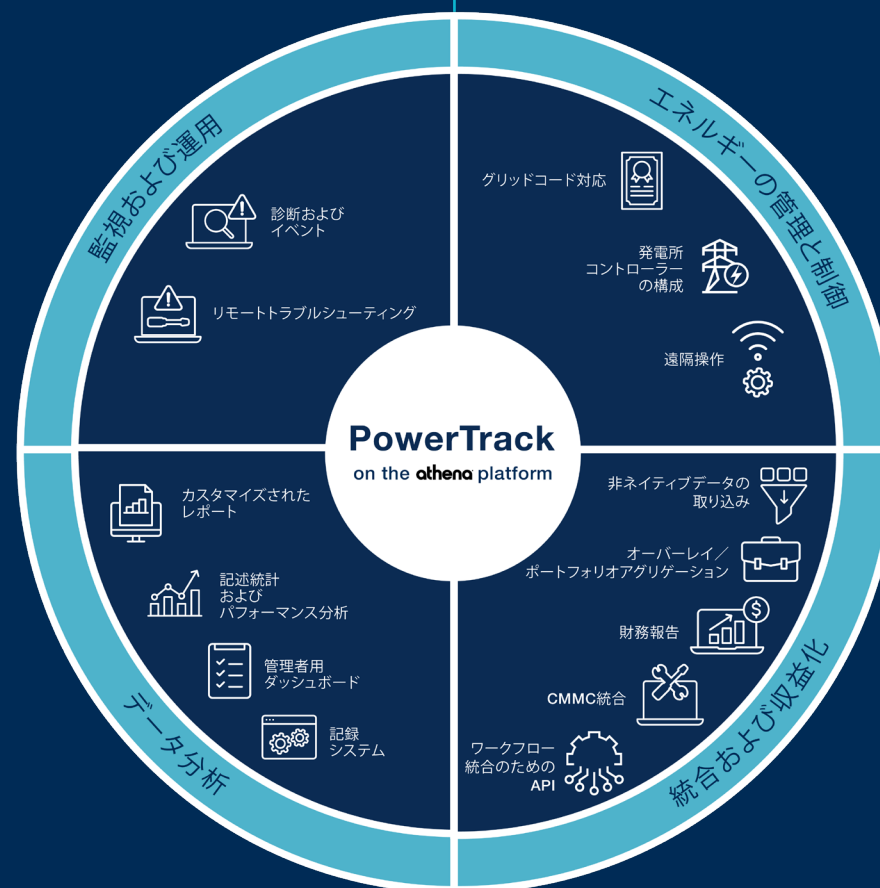 監視および運用
診断および
イベント
リモートトラブルシューティング
エネルギーの管理と制御
グリッドコード対応
発電所
コントローラー
の構成
遠隔操作
PowerTrack
on the athena platform
データ分析
カスタマイズされた
レポート
記述統計
および
パフォーマンス分析
管理者用
ダッシュボード
記録
システム
統合および収益化
非ネイティブデータの
取り込み
オーバーレイ／
ポートフォリオアグリゲーション
財務報告
CMMC統合
ワークフロー
統合のための
API